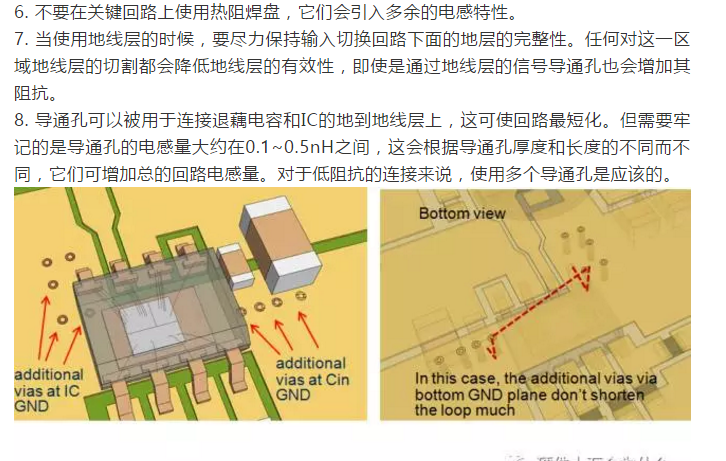 6. 不要在关键回路上使用热阻焊盘，它们会引入多余的电感特性。
7. 当使用地线层的时候，要尽力保持输入切换回路下面的地层的完整性。任何对这一区
域地线层的切割都会降低地线层的有效性，即使是通过地线层的信号导通孔也会增加其
阻抗。
8. 导通孔可以被用于连接退藕电容和IC的地到地线层上，这可使回路最短化。但需要牢
记的是导通孔的电感量大约在0.1~0.5nH之间，这会根据导通孔厚度和长度的不同而不
同，它们可增加总的回路电感量。对于低阻抗的连接来说，使用多个导通孔是应该的。
additional
vias at IC
GND
additional
vias at Cin
GND
Bottom view
In this case, the additional vias via
bottom GND plane don't shorten
the loop much